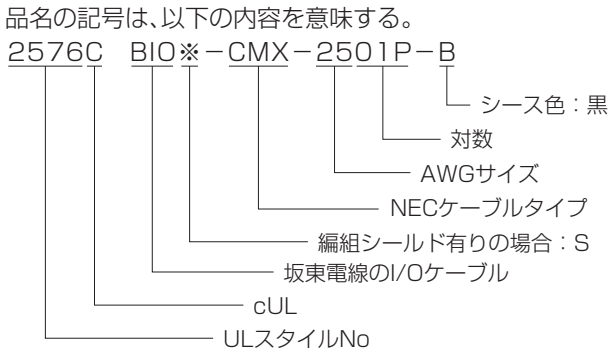 品名の記号は、以下の内容を意味する。
2576C BIO※-CMX-2501P-B
シース色：黒
対数
AWGサイズ
NECケーブルタイプ
編組シールド有りの場合：S
坂東電線のI/Oケーブル
cUL
ULスタイルNo